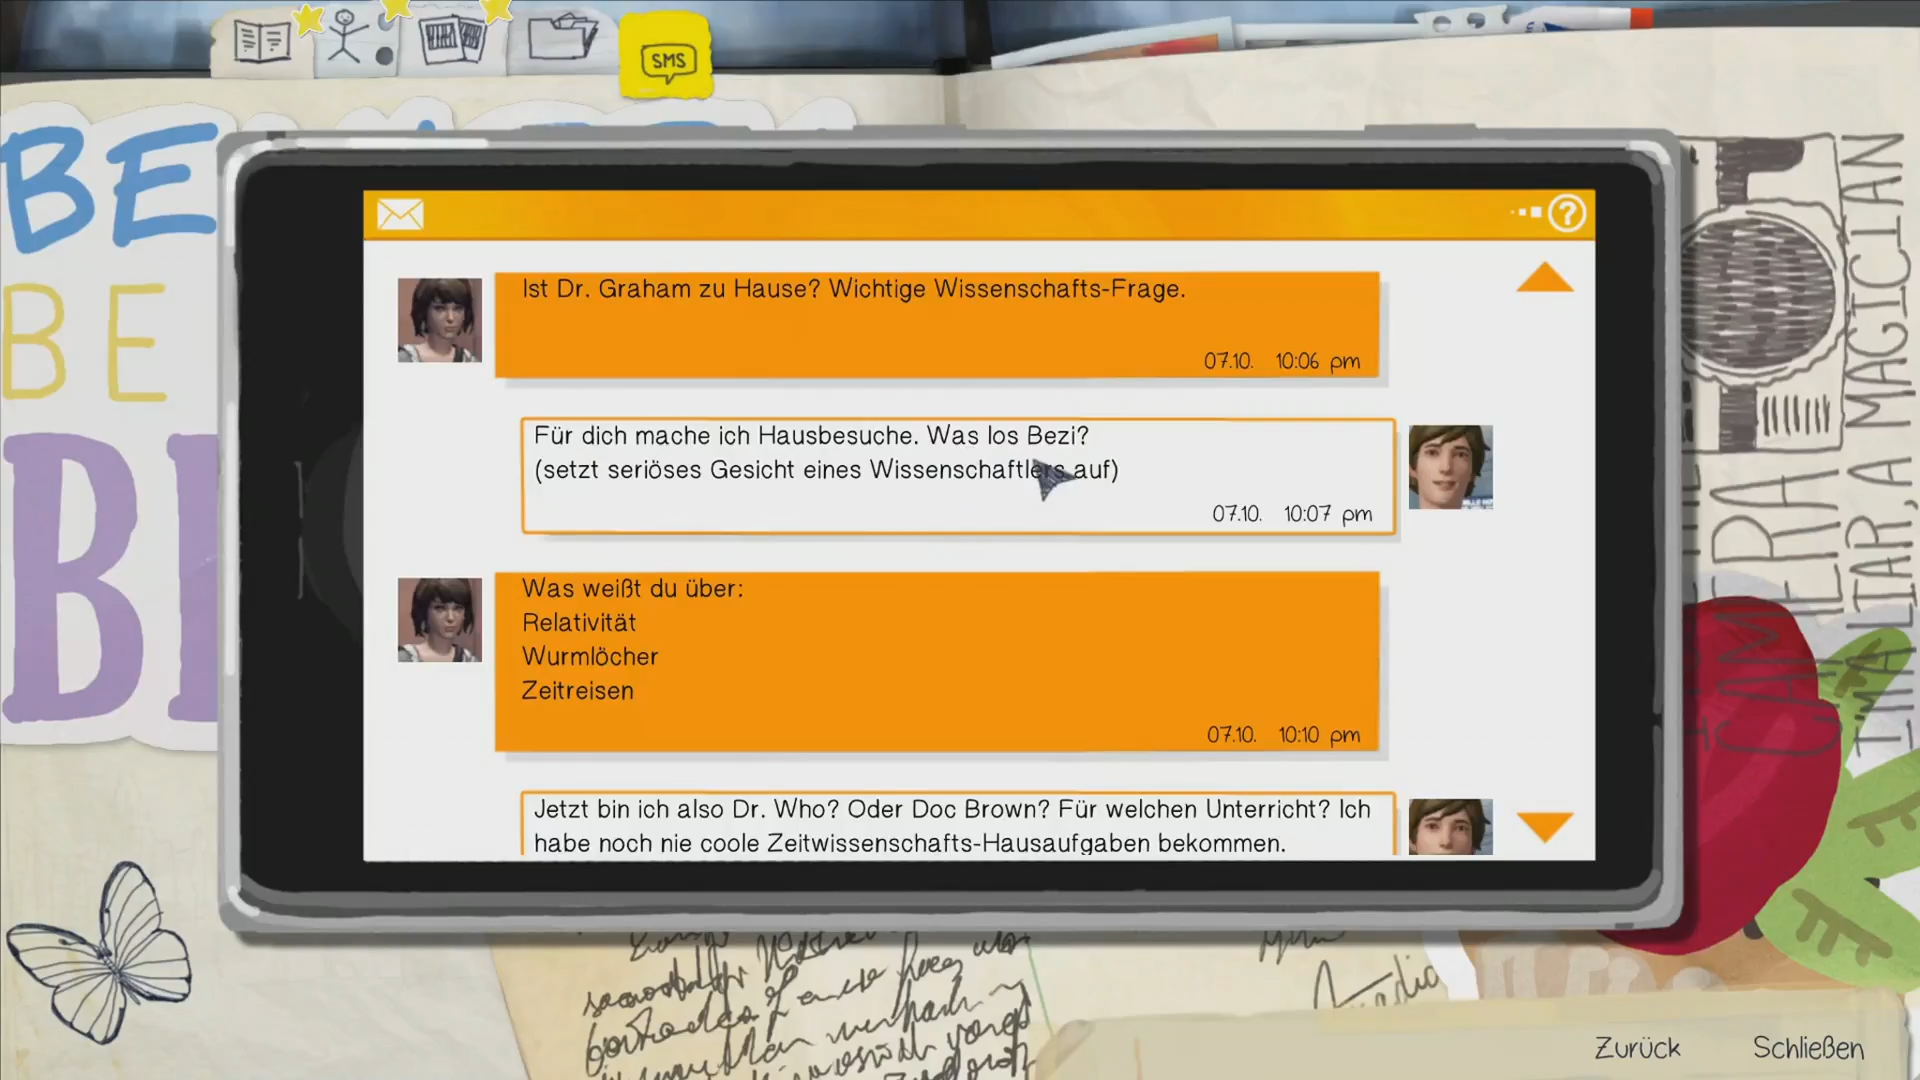 SMS
BE
BE
Ist Dr. Graham zu Hause? Wichtige Wissenschafts-Frage.
07.10. 10:06 pm
Für dich mache ich Hausbesuche. Was los Bezi?
(setzt seriöses Gesicht eines Wissenschaftlers auf)
07.10. 10:07 pm
Was weißt du über:
Relativität
Wurmlöcher
Zeitreisen
07.10. 10:10 pm
Jetzt bin ich also Dr. Who? Oder Doc Brown? Für welchen Unterricht? Ich
habe noch nie coole Zeitwissenschafts-Hausaufgaben bekommen.
CAMERA
LIAR, A MAGICIAN
Zurück
Schließen